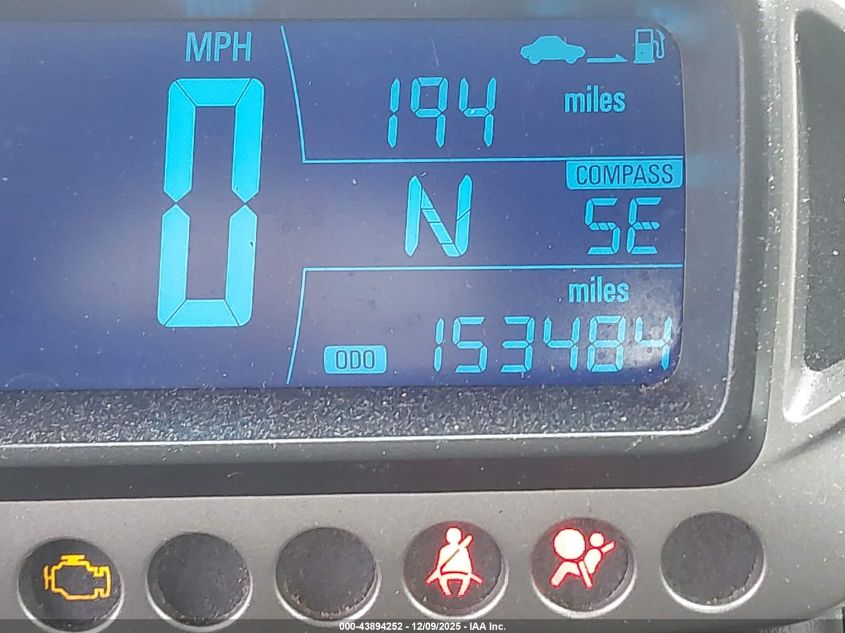 MPH
0
194 miles
COMPASS
N SE
miles
ODO 153484
000-43894252 - 12/09/2025 - IAA Inc.